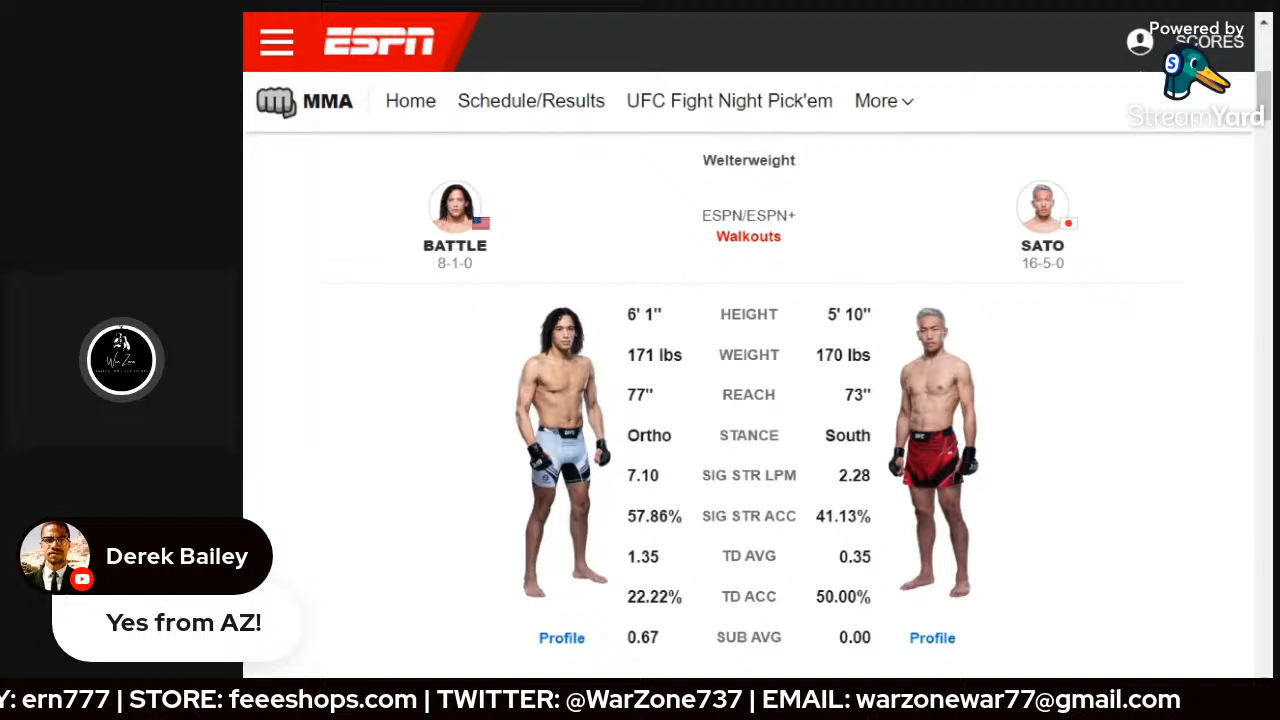 Powered by
SCORES
ESPN
StreamYard
MMA Home Schedule/Results UFC Fight Night Pick'em More
Welterweight
ESPN/ESPN+
Walkouts
BATTLE
8-1-0
SATO
16-5-0
6' 1" HEIGHT 5' 10"
171 lbs WEIGHT 170 lbs
77" REACH 73"
Ortho STANCE South
7.10 SIG STR LPM 2.28
57.86% SIG STR ACC 41.13%
1.35 TD AVG 0.35
22.22% TD ACC 50.00%
Profile 0.67 SUB AVG 0.00 Profile
War Zone
Derek Bailey
Yes from AZ!
Y: ern777 | STORE: feeeshops.com | TWITTER: @WarZone737 | EMAIL: warzonewar77@gmail.com